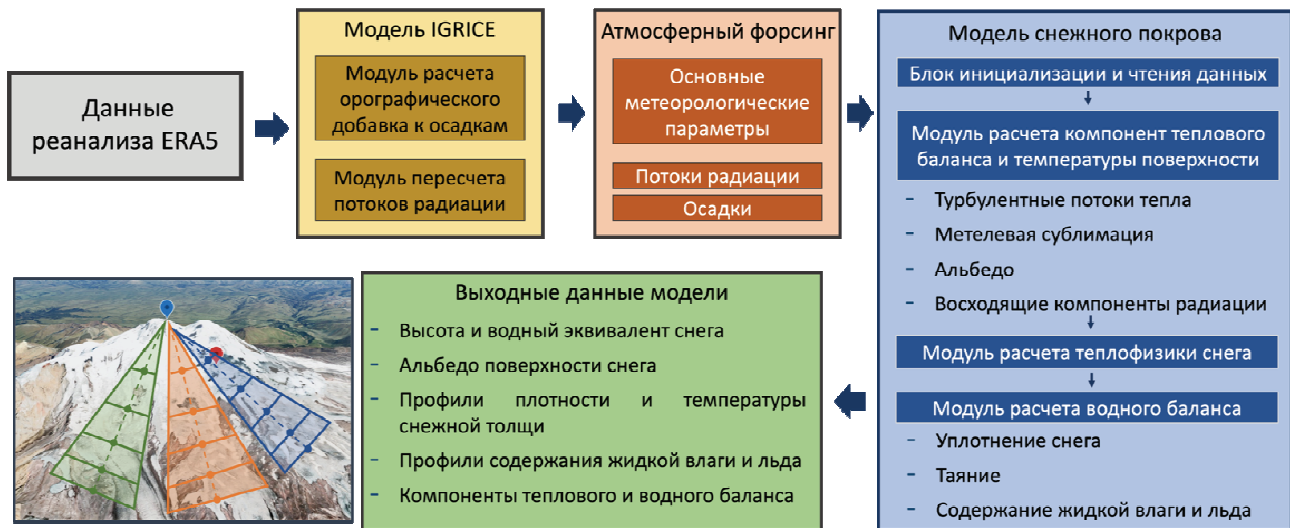 Данные
реанализа ERA5
Модель IGRICE
Модуль расчета
орографического
добавка к осадкам
Модуль пересчета
потоков радиации
Атмосферный форсинг
Основные
метеорологические
параметры
Потоки радиации
Осадки
Модель снежного покрова
Блок инициализации и чтения данных
Модуль расчета компонент теплового
баланса и температуры поверхности
- Турбулентные потоки тепла
- Метелевая сублимация
- Альбедо
- Восходящие компоненты радиации
Модуль расчета теплофизики снега
Модуль расчета водного баланса
- Уплотнение снега
- Таяние
- Содержание жидкой влаги и льда
Выходные данные модели
- Высота и водный эквивалент снега
- Альбедо поверхности снега
- Профили плотности и температуры
снежной толщи
- Профили содержания жидкой влаги и льда
- Компоненты теплового и водного баланса